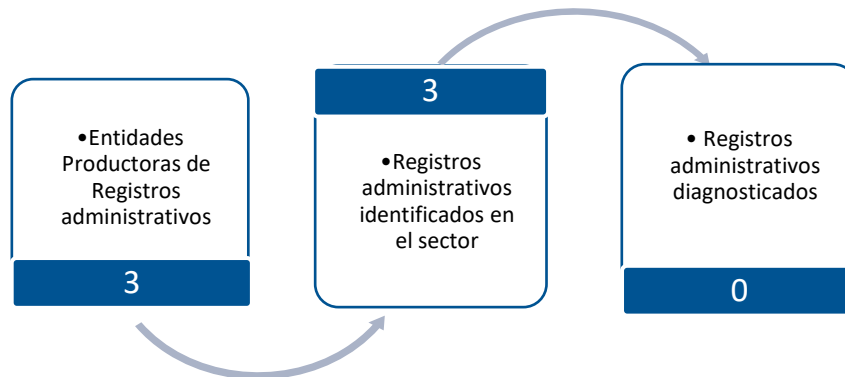 •Entidades
Productoras de
Registros
administrativos
3
3
•Registros
administrativos
identificados en
el sector
• Registros
administrativos
diagnosticados
0